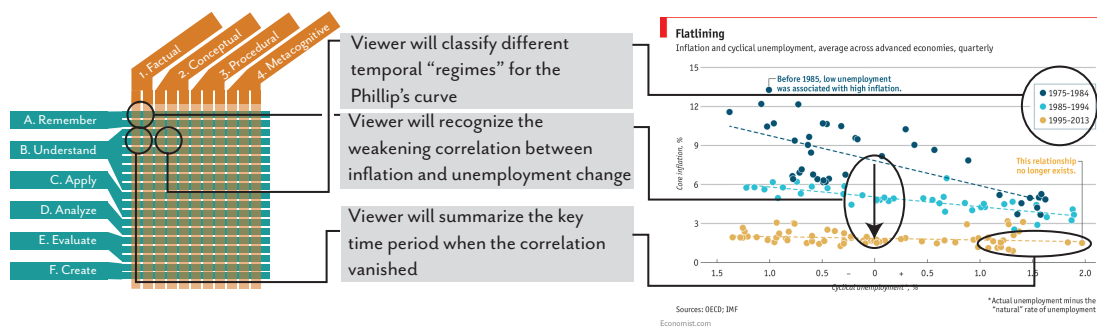 1. Factual
2. Conceptual
3. Procedural
4. Metacognitive
A. Remember
B. Understand
C. Apply
D. Analyze
E. Evaluate
F. Create
Viewer will classify different
temporal “regimes” for the
Phillip’s curve
Viewer will recognize the
weakening correlation between
inflation and unemployment change
Viewer will summarize the key
time period when the correlation
vanished
Flatlining
Inflation and cyclical unemployment, average across advanced economies, quarterly
15
Before 1985, low unemployment
was associated with high inflation.
1975-1984
1985-1994
1995-2013
12
9
Core inflation, %
This relationship
no longer exists.
6
3
0
1.5 1.0 0.5 – 0 + 0.5 1.0 1.5 2.0
Cyclical unemployment*, %
Sources: OECD; IMF
*Actual unemployment minus the
“natural” rate of unemployment
Economist.com